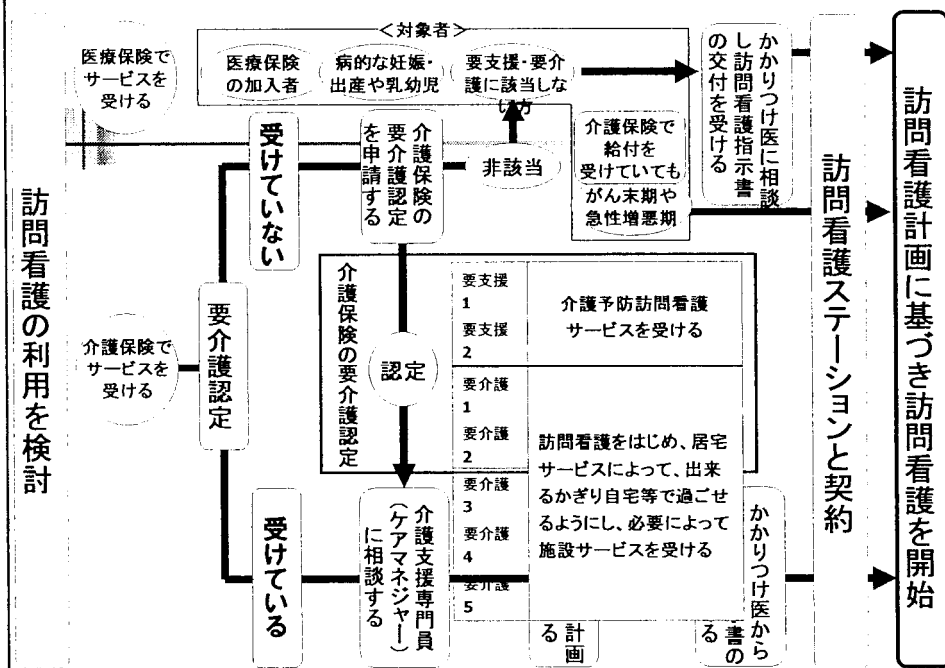 訪問看護の利用を検討
医療保険で
サービスを
受ける
介護保険で
サービスを
受ける
要介護認定
受けていない
受けている
＜対象者＞
医療保険
の加入者
病的な妊娠・
出産や乳幼児
要支援・要介
護に該当しな
い方
介護保険で
給付を
受けていても
がん末期や
急性増悪期
介護保険の
要介護認定
を申請する
非該当
介護保険の要介護認定
認定
要支援
1
要支援
2
介護予防訪問看護
サービスを受ける
要介護
1
要介護
2
要介護
3
要介護
4
要介護
5
訪問看護をはじめ、居宅
サービスによって、出来
るかぎり自宅等で過ごせ
るようにし、必要によって
施設サービスを受ける
介護支援専門員
（ケアマネジャー）
に相談する
計画
る
かかりつけ医に相談
し訪問看護指示書
の交付を受ける
かかりつけ医から
書の
る
訪問看護ステーションと契約
訪問看護計画に基づき訪問看護を開始